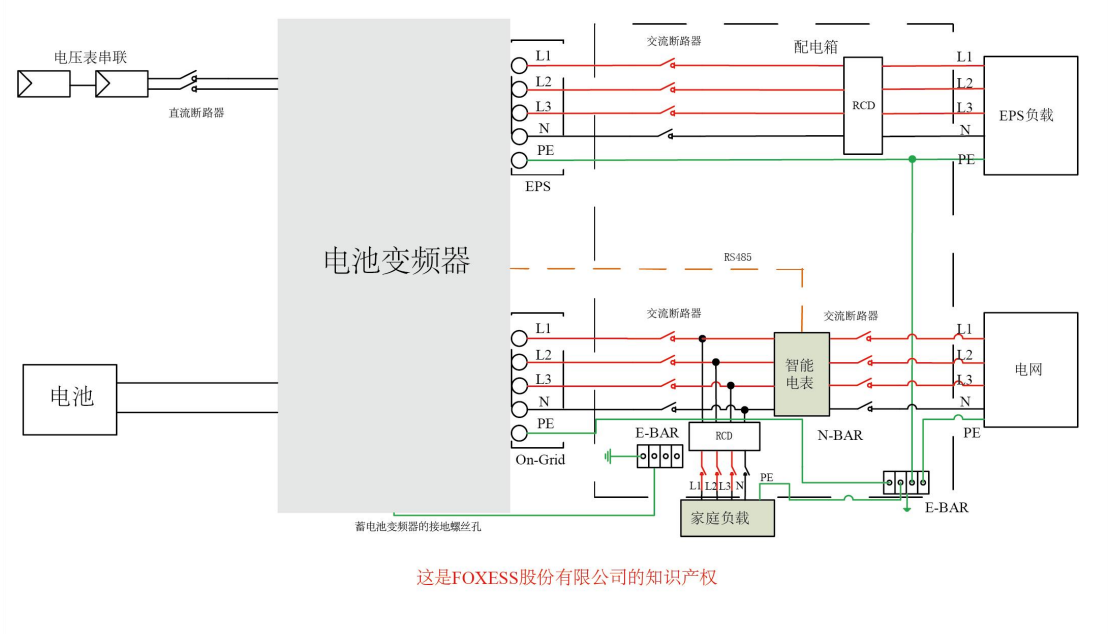 电压表串联
直流断路器
电池变频器
电池
L1
L2
L3
N
PE
EPS
交流断路器
配电箱
RCD
L1
L2
L3
N
PE
EPS负载
RS485
L1
L2
L3
N
PE
On-Grid
交流断路器
交流断路器
智能
电表
L1
L2
L3
N
PE
电网
E-BAR
RCD
N-BAR
L1
L2
L3
N
PE
家庭负载
E-BAR
蓄电池变频器的接地螺丝孔
这是FOXESS股份有限公司的知识产权